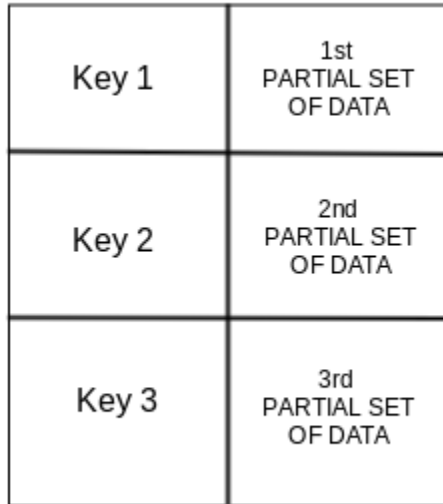 Key 1
1st
PARTIAL SET
OF DATA
Key 2
2nd
PARTIAL SET
OF DATA
Key 3
3rd
PARTIAL SET
OF DATA